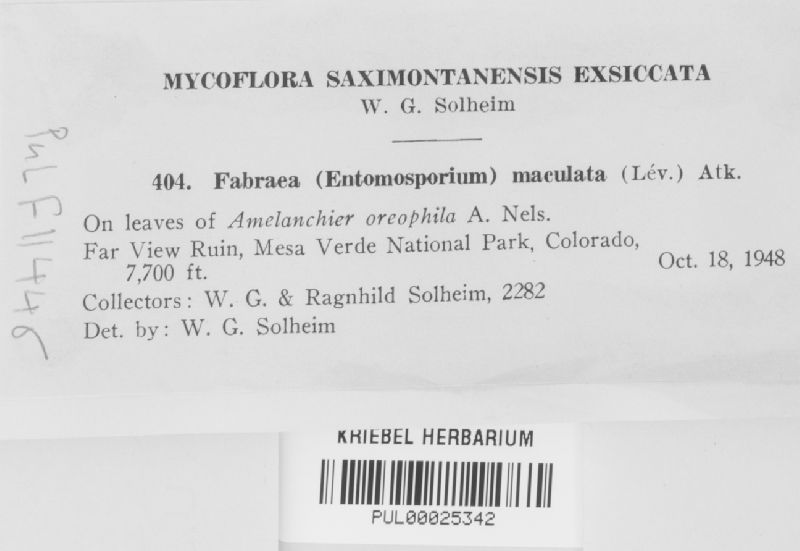 MYCOFLORA SAXIMONTANENSIS EXSICCATA
W. G. Solheim
404. Fabraea (Entomosporium) maculata (Lév.) Atk.
On leaves of Amelanchier oreophila A. Nels.
Far View Ruin, Mesa Verde National Park, Colorado,
7,700 ft. Oct. 18, 1948
Collectors: W. G. & Ragnhild Solheim, 2282
Det. by: W. G. Solheim
PUL F11446
KRIEBEL HERBARIUM
PUL00025342